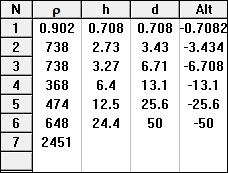 N ρ h d Alt
1 0.902 0.708 0.708 -0.7082
2 738 2.73 3.43 -3.434
3 738 3.27 6.71 -6.708
4 368 6.4 13.1 -13.1
5 474 12.5 25.6 -25.6
6 648 24.4 50 -50
7 2451